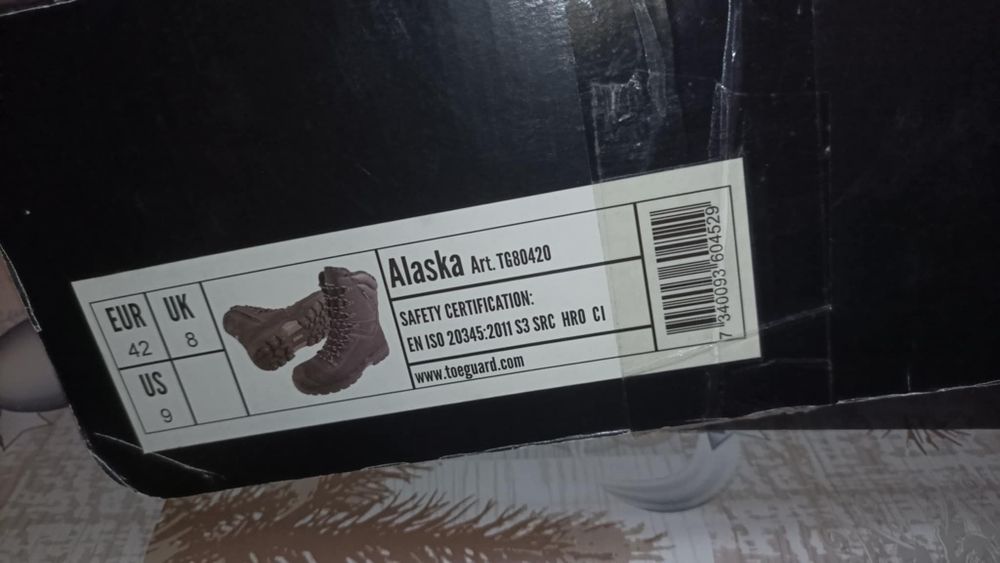 EUR
42
UK
8
US
9
Alaska Art. TG80420
SAFETY CERTIFICATION:
EN ISO 20345:2011 S3 SRC HRO CI
www.toeguard.com
7 340093 604529